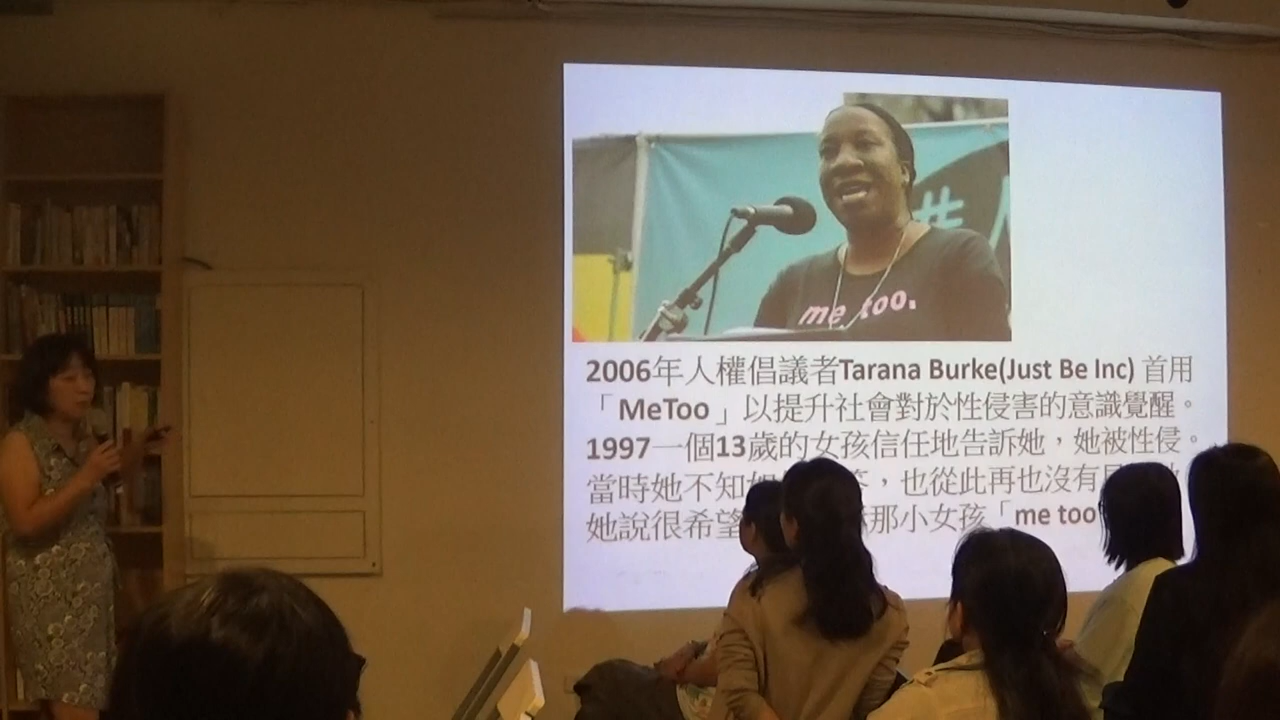 #
me too.
2006年人權倡議者Tarana Burke(Just Be Inc) 首用
「MeToo」以提升社會對於性侵害的意識覺醒。
1997一個13歲的女孩信任地告訴她，她被性侵。
當時她不知，也從此再也沒有
她說很希望那小女孩「me too